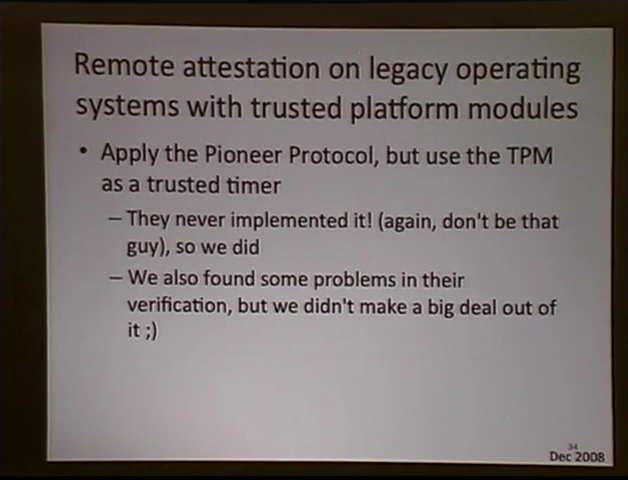 Remote attestation on legacy operating
systems with trusted platform modules
• Apply the Pioneer Protocol, but use the TPM
as a trusted timer
– They never implemented it! (again, don't be that
guy), so we did
– We also found some problems in their
verification, but we didn't make a big deal out of
it ;)
34
Dec 2008